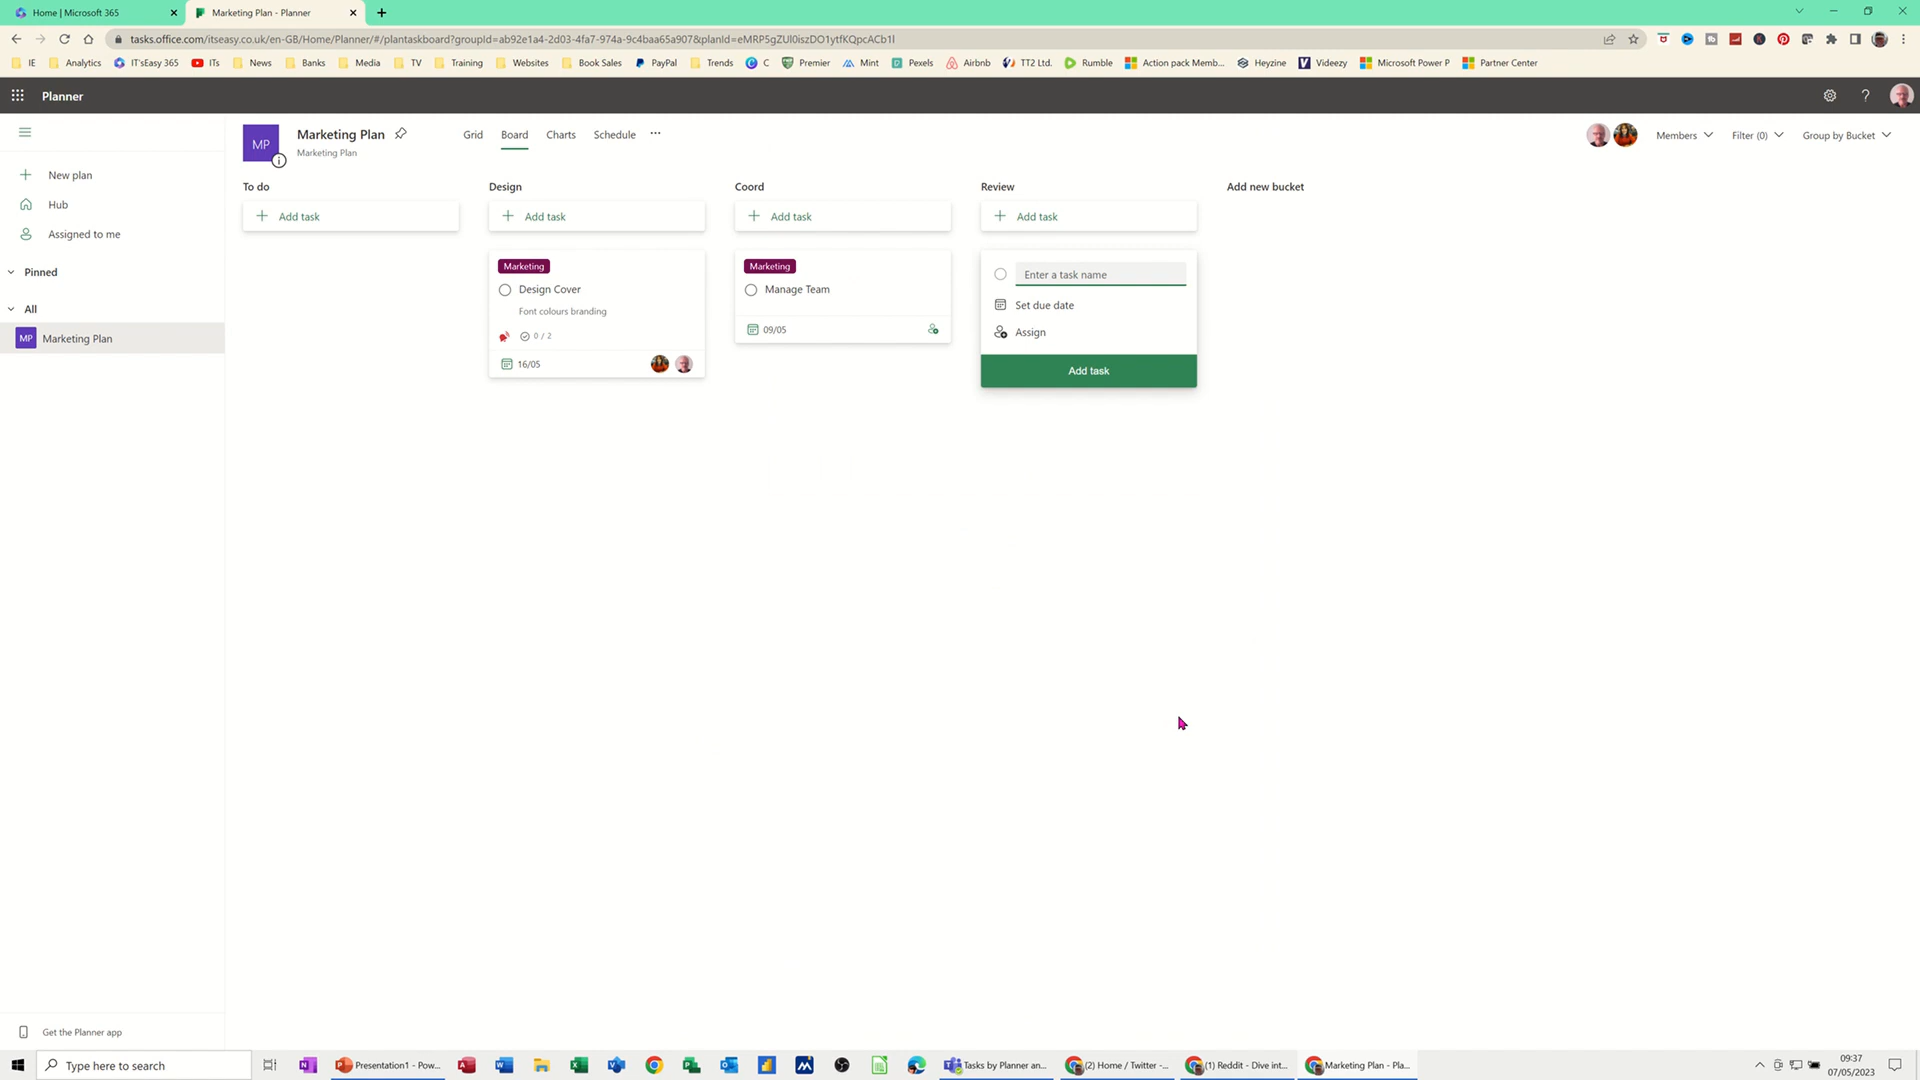 Home | Microsoft 365
Marketing Plan - Planner
tasks.office.com/itseasy.co.uk/en-GB/Home/Planner/#/plantaskboard?groupId=ab92e1a4-2d03-4fa7-974a-9c4baa65a907&planId=eMRP5gZUl0iszDO1ytfKQpcACb1I
IE Analytics IT'sEasy 365 ITs News Banks Media TV Training Websites Book Sales PayPal Trends C Premier Mint Pexels Airbnb TT2 Ltd. Rumble Action pack Memb... Heyzine Videezy Microsoft Power P Partner Center
Planner
MP
Marketing Plan
Marketing Plan
Grid Board Charts Schedule ...
Members Filter (0) Group by Bucket
New plan
Hub
Assigned to me
Pinned
All
MP Marketing Plan
To do
Add task
Design
Add task
Marketing
Design Cover
Font colours branding
0 / 2
16/05
Coord
Add task
Marketing
Manage Team
09/05
Review
Add task
Enter a task name
Set due date
Assign
Add task
Add new bucket
Get the Planner app
Type here to search
Presentation1 - Pow...
Tasks by Planner an...
(2) Home / Twitter -...
(1) Reddit - Dive int...
Marketing Plan - Pla...
09:37
07/05/2023